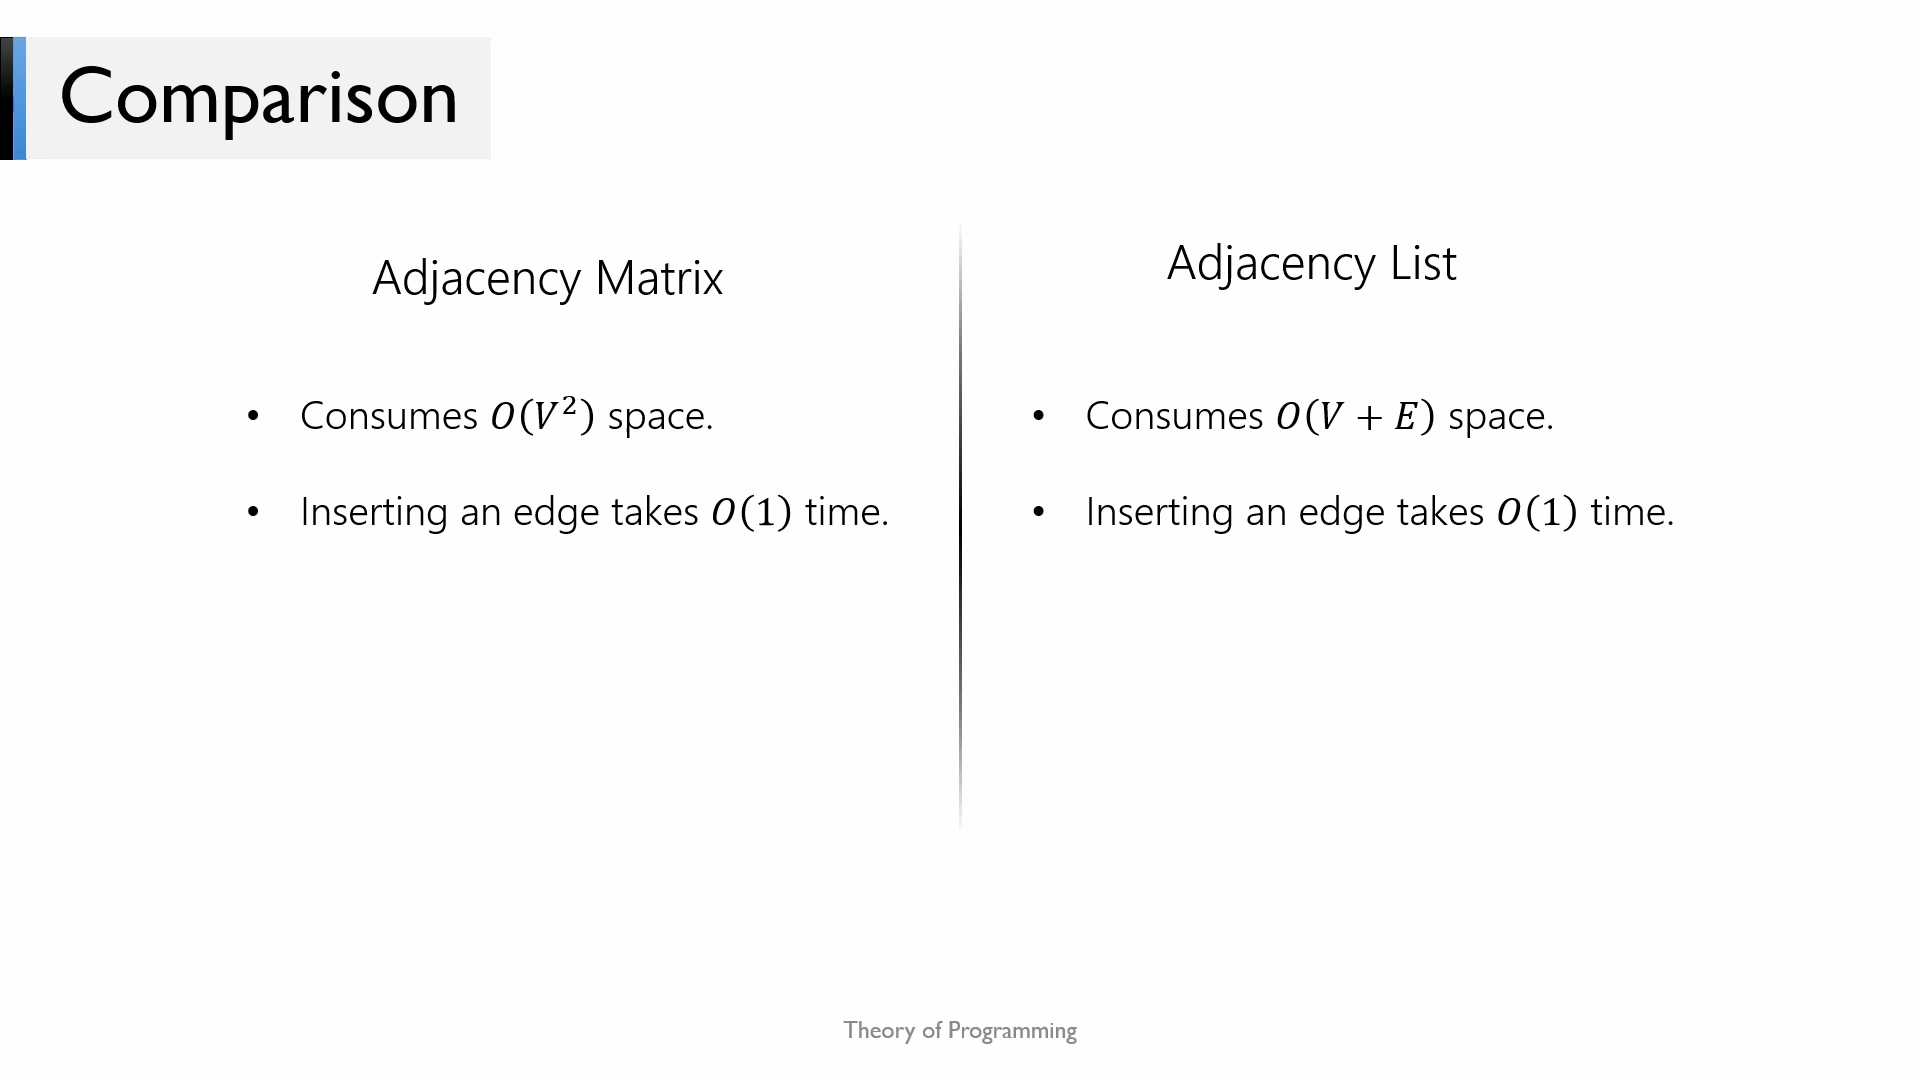 Comparison
Adjacency Matrix
• Consumes 𝑂(𝑉²) space.
• Inserting an edge takes 𝑂(1) time.
Adjacency List
• Consumes 𝑂(𝑉 + 𝐸) space.
• Inserting an edge takes 𝑂(1) time.
Theory of Programming